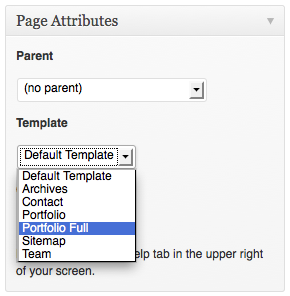 Page Attributes
Parent
(no parent)
Template
Default Template
Default Template
Archives
Contact
Portfolio
Portfolio Full
Sitemap
Team
elp tab in the upper right
of your screen.